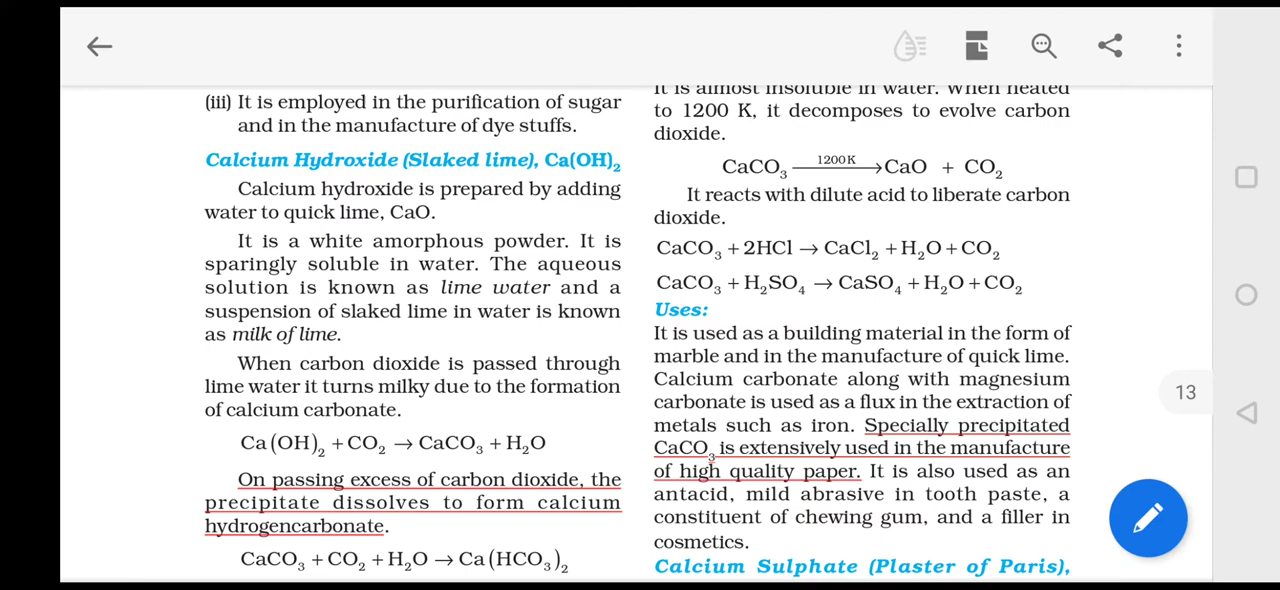 (iii) It is employed in the purification of sugar
and in the manufacture of dye stuffs.
Calcium Hydroxide (Slaked lime), Ca(OH)₂
Calcium hydroxide is prepared by adding
water to quick lime, CaO.
It is a white amorphous powder. It is
sparingly soluble in water. The aqueous
solution is known as lime water and a
suspension of slaked lime in water is known
as milk of lime.
When carbon dioxide is passed through
lime water it turns milky due to the formation
of calcium carbonate.
Ca(OH)₂ + CO₂ → CaCO₃ + H₂O
On passing excess of carbon dioxide, the
precipitate dissolves to form calcium
hydrogencarbonate.
CaCO₃ + CO₂ + H₂O → Ca(HCO₃)₂
It is almost insoluble in water. When heated
to 1200 K, it decomposes to evolve carbon
dioxide.
CaCO₃ —1200 K→ CaO + CO₂
It reacts with dilute acid to liberate carbon
dioxide.
CaCO₃ + 2HCl → CaCl₂ + H₂O + CO₂
CaCO₃ + H₂SO₄ → CaSO₄ + H₂O + CO₂
Uses:
It is used as a building material in the form of
marble and in the manufacture of quick lime.
Calcium carbonate along with magnesium
carbonate is used as a flux in the extraction of
metals such as iron. Specially precipitated
CaCO₃ is extensively used in the manufacture
of high quality paper. It is also used as an
antacid, mild abrasive in tooth paste, a
constituent of chewing gum, and a filler in
cosmetics.
Calcium Sulphate (Plaster of Paris),
13